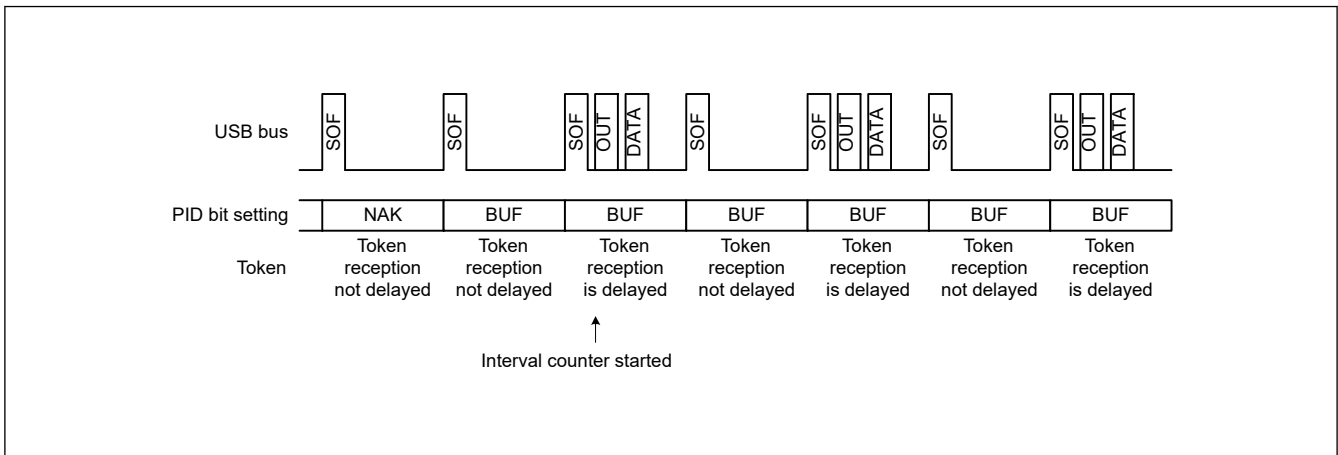 USB bus
SOF SOF SOF OUT DATA SOF SOF OUT DATA SOF SOF OUT DATA
PID bit setting NAK BUF BUF BUF BUF BUF BUF
Token Token Token Token Token Token Token
Token reception reception reception reception reception reception reception
not delayed not delayed is delayed not delayed is delayed not delayed is delayed
Interval counter started